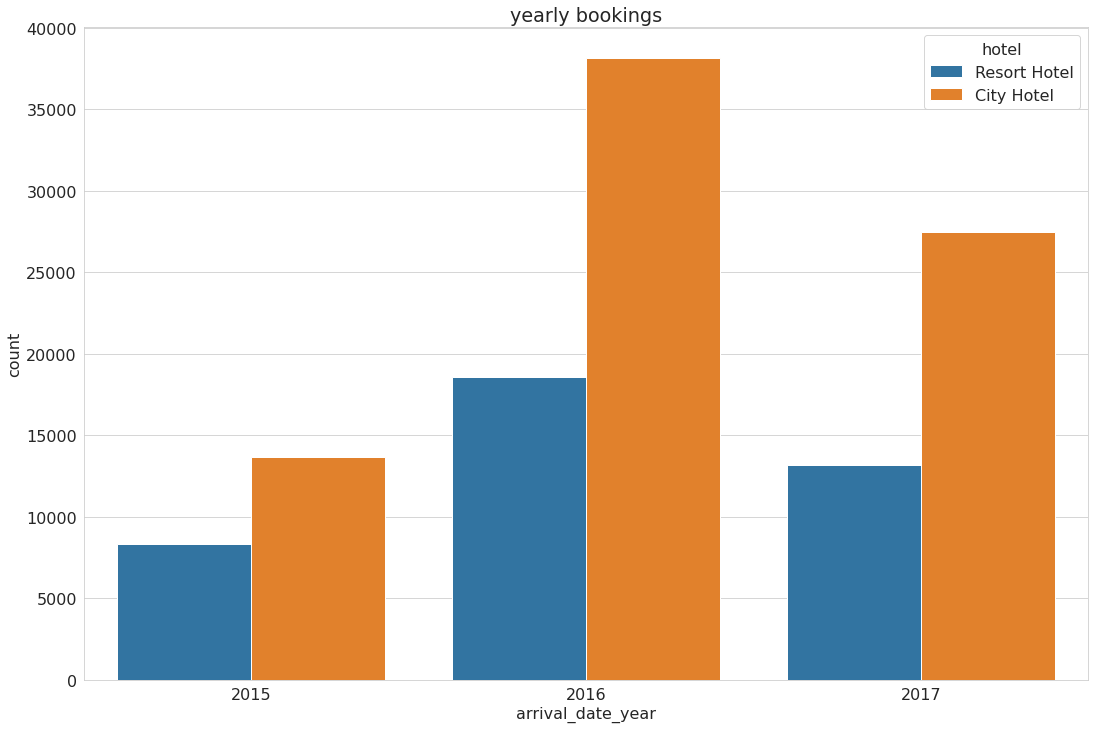 yearly bookings
hotel
Resort Hotel
City Hotel
count
40000
35000
30000
25000
20000
15000
10000
5000
0
2015 2016 2017
arrival_date_year